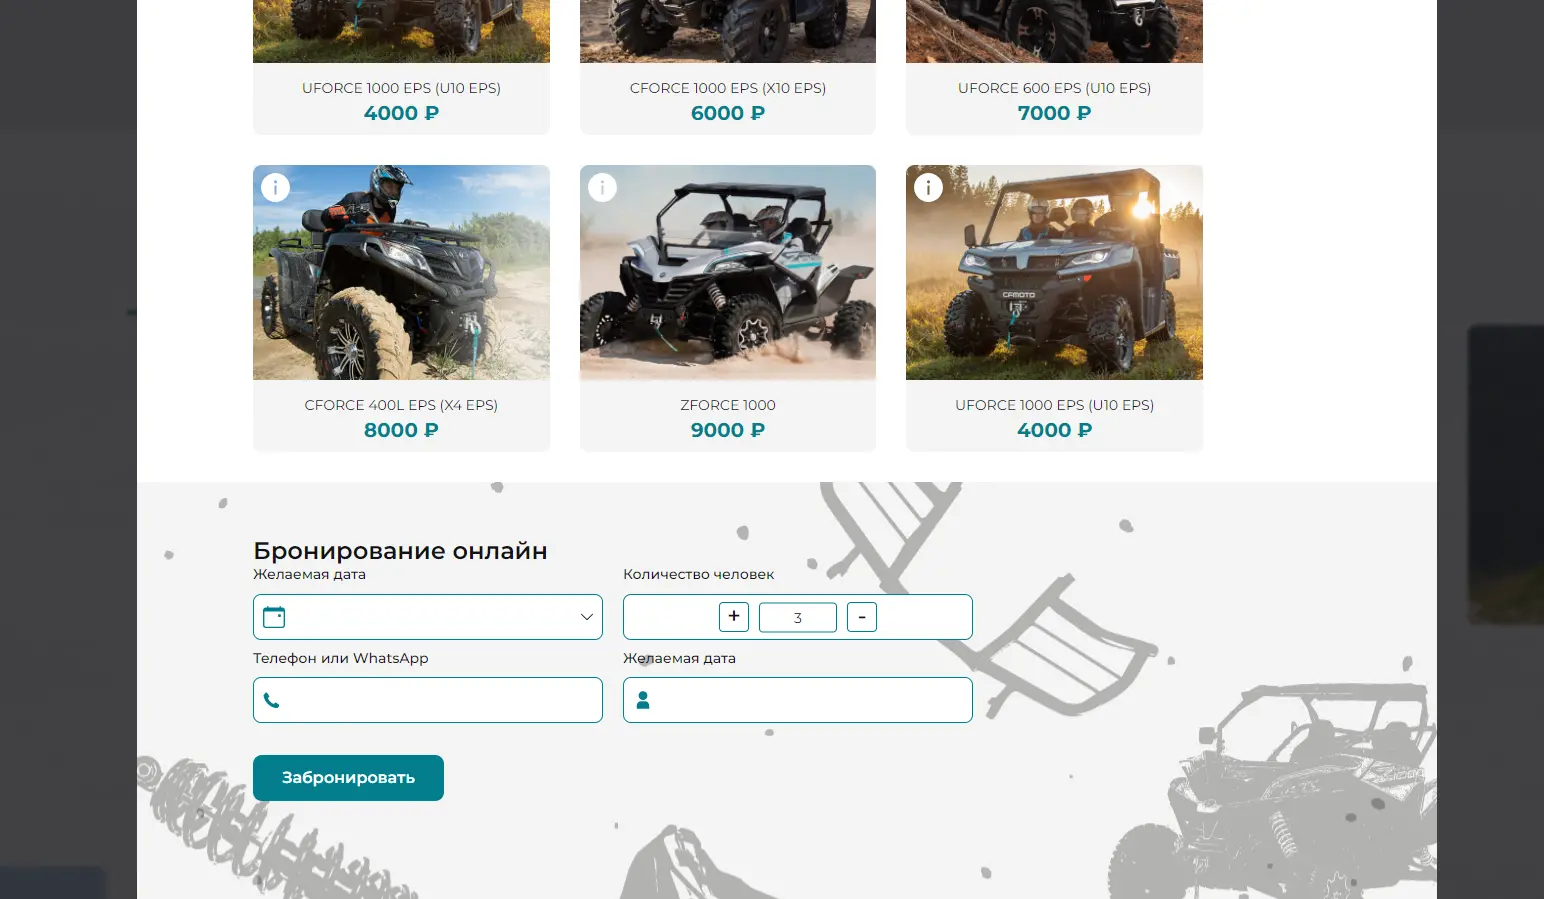 UFORCE 1000 EPS (U10 EPS)
4000 ₽
CFORCE 1000 EPS (X10 EPS)
6000 ₽
UFORCE 600 EPS (U10 EPS)
7000 ₽
i
i
i
CFMOTO
CFORCE 400L EPS (X4 EPS)
8000 ₽
ZFORCE 1000
9000 ₽
UFORCE 1000 EPS (U10 EPS)
4000 ₽
Бронирование онлайн
Желаемая дата
Количество человек
+ 3 -
Телефон или WhatsApp
Желаемая дата
Забронировать